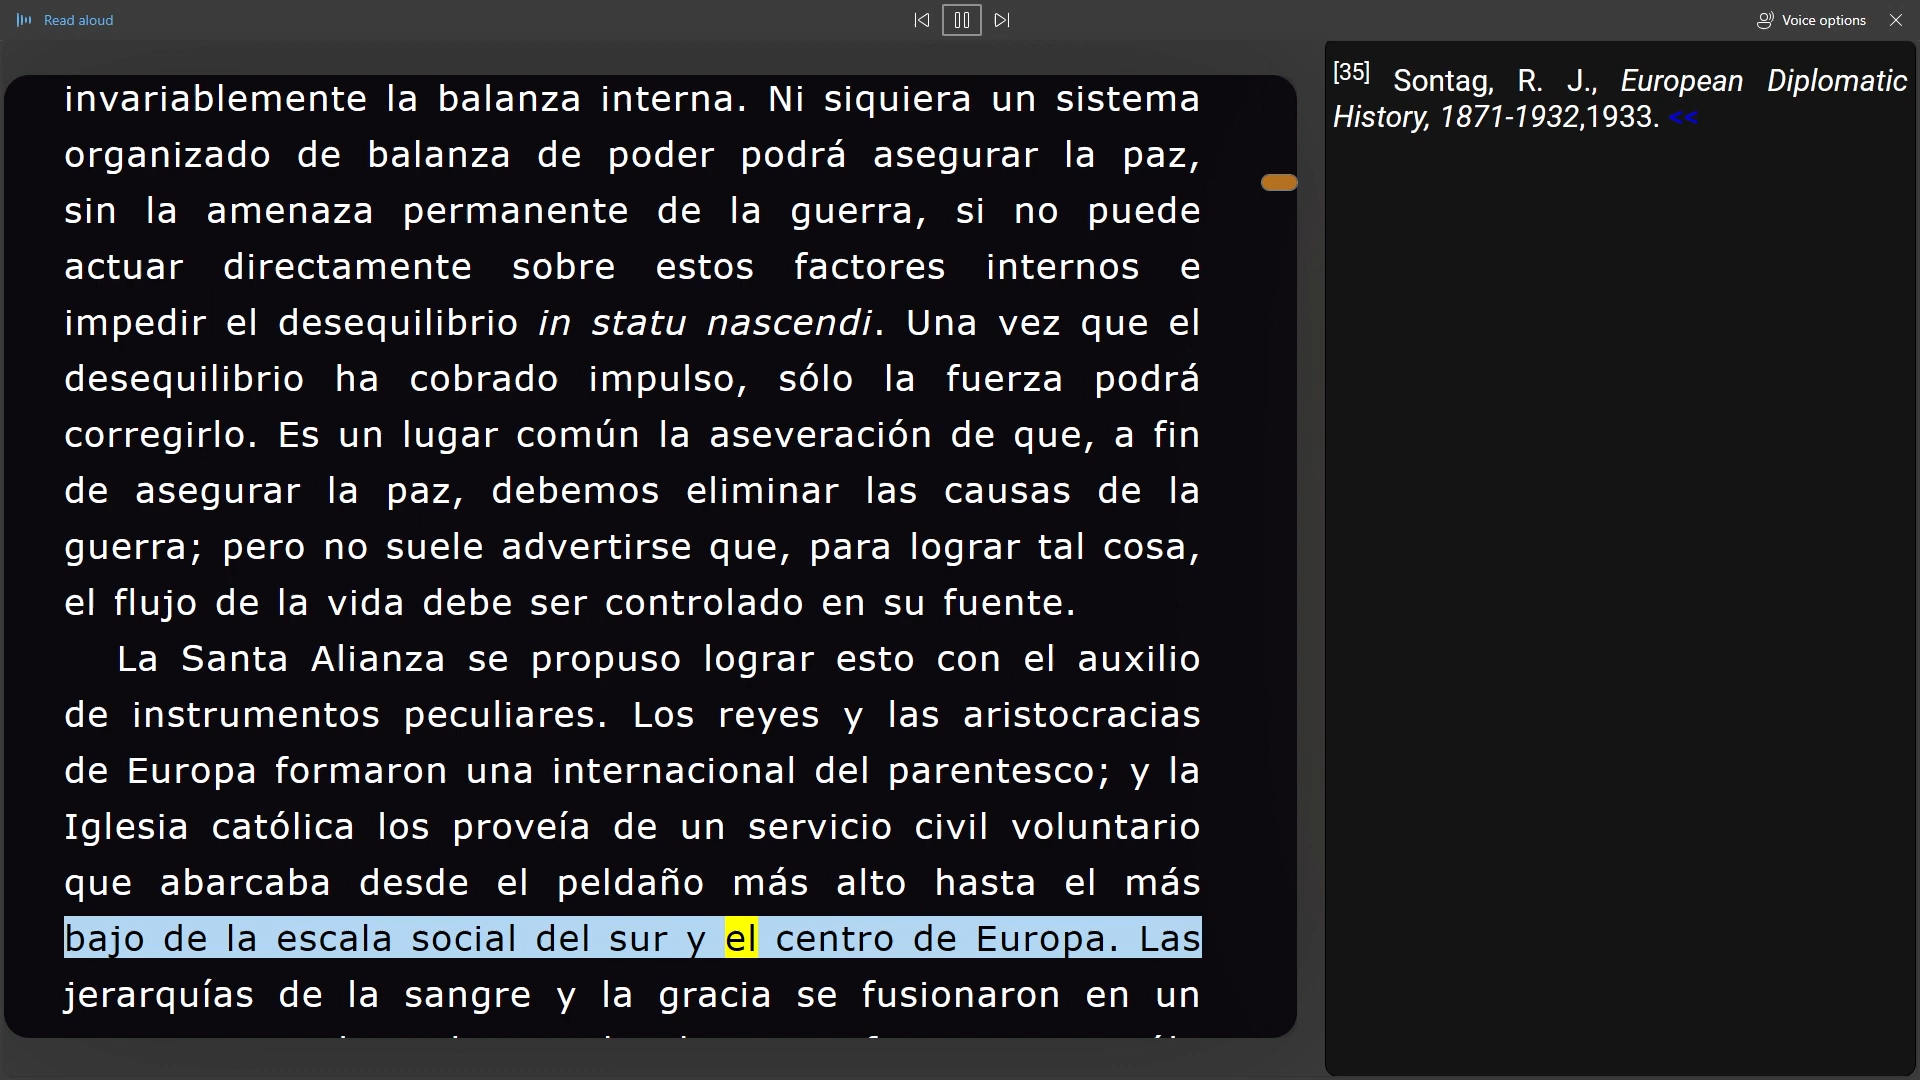 Read aloud
Voice options
invariablemente la balanza interna. Ni siquiera un sistema
organizado de balanza de poder podrá asegurar la paz,
sin la amenaza permanente de la guerra, si no puede
actuar directamente sobre estos factores internos e
impedir el desequilibrio in statu nascendi. Una vez que el
desequilibrio ha cobrado impulso, sólo la fuerza podrá
corregirlo. Es un lugar común la aseveración de que, a fin
de asegurar la paz, debemos eliminar las causas de la
guerra; pero no suele advertirse que, para lograr tal cosa,
el flujo de la vida debe ser controlado en su fuente.
La Santa Alianza se propuso lograr esto con el auxilio
de instrumentos peculiares. Los reyes y las aristocracias
de Europa formaron una internacional del parentesco; y la
Iglesia católica los proveía de un servicio civil voluntario
que abarcaba desde el peldaño más alto hasta el más
bajo de la escala social del sur y el centro de Europa. Las
jerarquías de la sangre y la gracia se fusionaron en un
[35] Sontag, R. J., European Diplomatic
History, 1871-1932,1933. <<